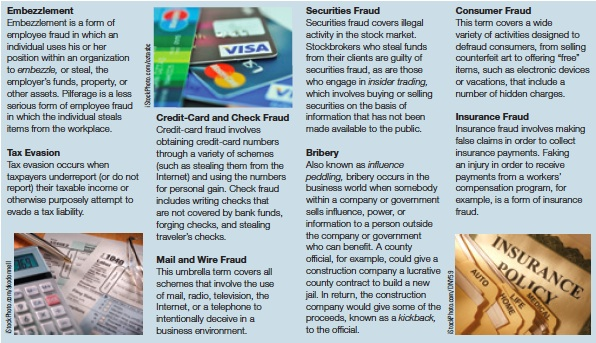 Embezzlement
Embezzlement is a form of
employee fraud in which an
individual uses his or her
position within an organization
to embezzle, or steal, the
employer's funds, property, or
other assets. Pilferage is a less
serious form of employee fraud
in which the individual steals
items from the workplace.
Tax Evasion
Tax evasion occurs when
taxpayers underreport (or do not
report) their taxable income or
otherwise purposely attempt to
evade a tax liability.
1040
VISA
Credit-Card and Check Fraud
Credit-card fraud involves
obtaining credit-card numbers
through a variety of schemes
(such as stealing them from the
Internet) and using the numbers
for personal gain. Check fraud
includes writing checks that
are not covered by bank funds,
forging checks, and stealing
traveler's checks.
Mail and Wire Fraud
This umbrella term covers all
schemes that involve the use
of mail, radio, television, the
Internet, or a telephone to
intentionally deceive in a
business environment.
Securities Fraud
Securities fraud covers illegal
activity in the stock market.
Stockbrokers who steal funds
from their clients are guilty of
securities fraud, as are those
who engage in insider trading,
which involves buying or selling
securities on the basis of
information that has not been
made available to the public.
Bribery
Also known as influence
peddling, bribery occurs in the
business world when somebody
within a company or government
sells influence, power, or
information to a person outside
the company or government
who can benefit. A county
official, for example, could give a
construction company a lucrative
county contract to build a new
jail. In return, the construction
company would give some of the
proceeds, known as a kickback,
to the official.
Consumer Fraud
This term covers a wide
variety of activities designed to
defraud consumers, from selling
counterfeit art to offering "free"
items, such as electronic devices
or vacations, that include a
number of hidden charges.
Insurance Fraud
Insurance fraud involves making
false claims in order to collect
insurance payments. Faking
an injury in order to receive
payments from a workers'
compensation program, for
example, is a form of insurance
fraud.
INSURANCE
POLICY
AUTO
HOME
LIFE
MEDICAL